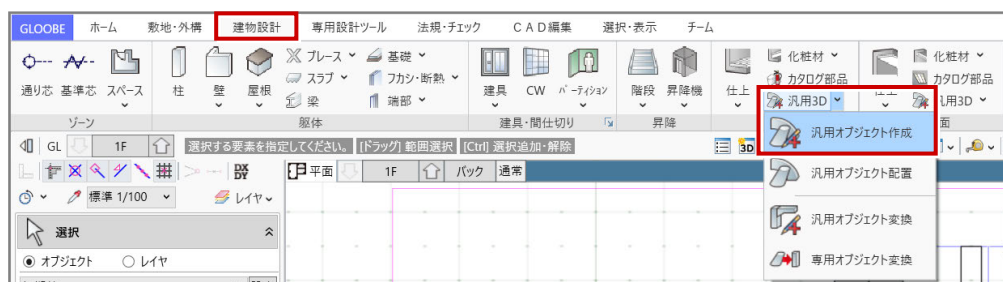 GLOOBE ホーム 敷地・外構 建物設計 専用設計ツール 法規・チェック CAD編集 選択・表示 チーム
ブレース 基礎 化粧材 化粧材
スラブ フカシ・断熱 カタログ部品 カタログ部品
通り芯 基準芯 スペース 柱 壁 屋根 梁 端部 建具 CW パーティション 階段 昇降機 仕上 汎用3D 汎用3D
ゾーン 躯体 建具・間仕切り 昇降 面
GL 1F 選択する要素を指定してください。 [ドラッグ] 範囲選択 [Ctrl] 選択追加・解除 3D
汎用オブジェクト作成
DXY 平面 1F バック 通常
汎用オブジェクト配置
標準 1/100 レイヤ
汎用オブジェクト変換
選択
専用オブジェクト変換
オブジェクト レイヤ